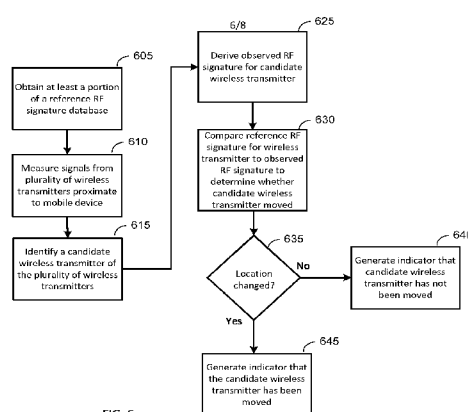 6/8
605
Obtain at least a portion
of a reference RF
signature database
610
Measure signals from
plurality of wireless
transmitters proximate
to mobile device
615
Identify a candidate
wireless transmitter of
the plurality of wireless
transmitters
625
Derive observed RF
signature for candidate
wireless transmitter
630
Compare reference RF
signature for wireless
transmitter to observed
RF signature to
determine whether
candidate wireless
transmitter moved
635
Location
changed?
No
Generate indicator that
candidate wireless
transmitter has not
been moved
Yes
645
Generate indicator that
the candidate wireless
transmitter has been
moved